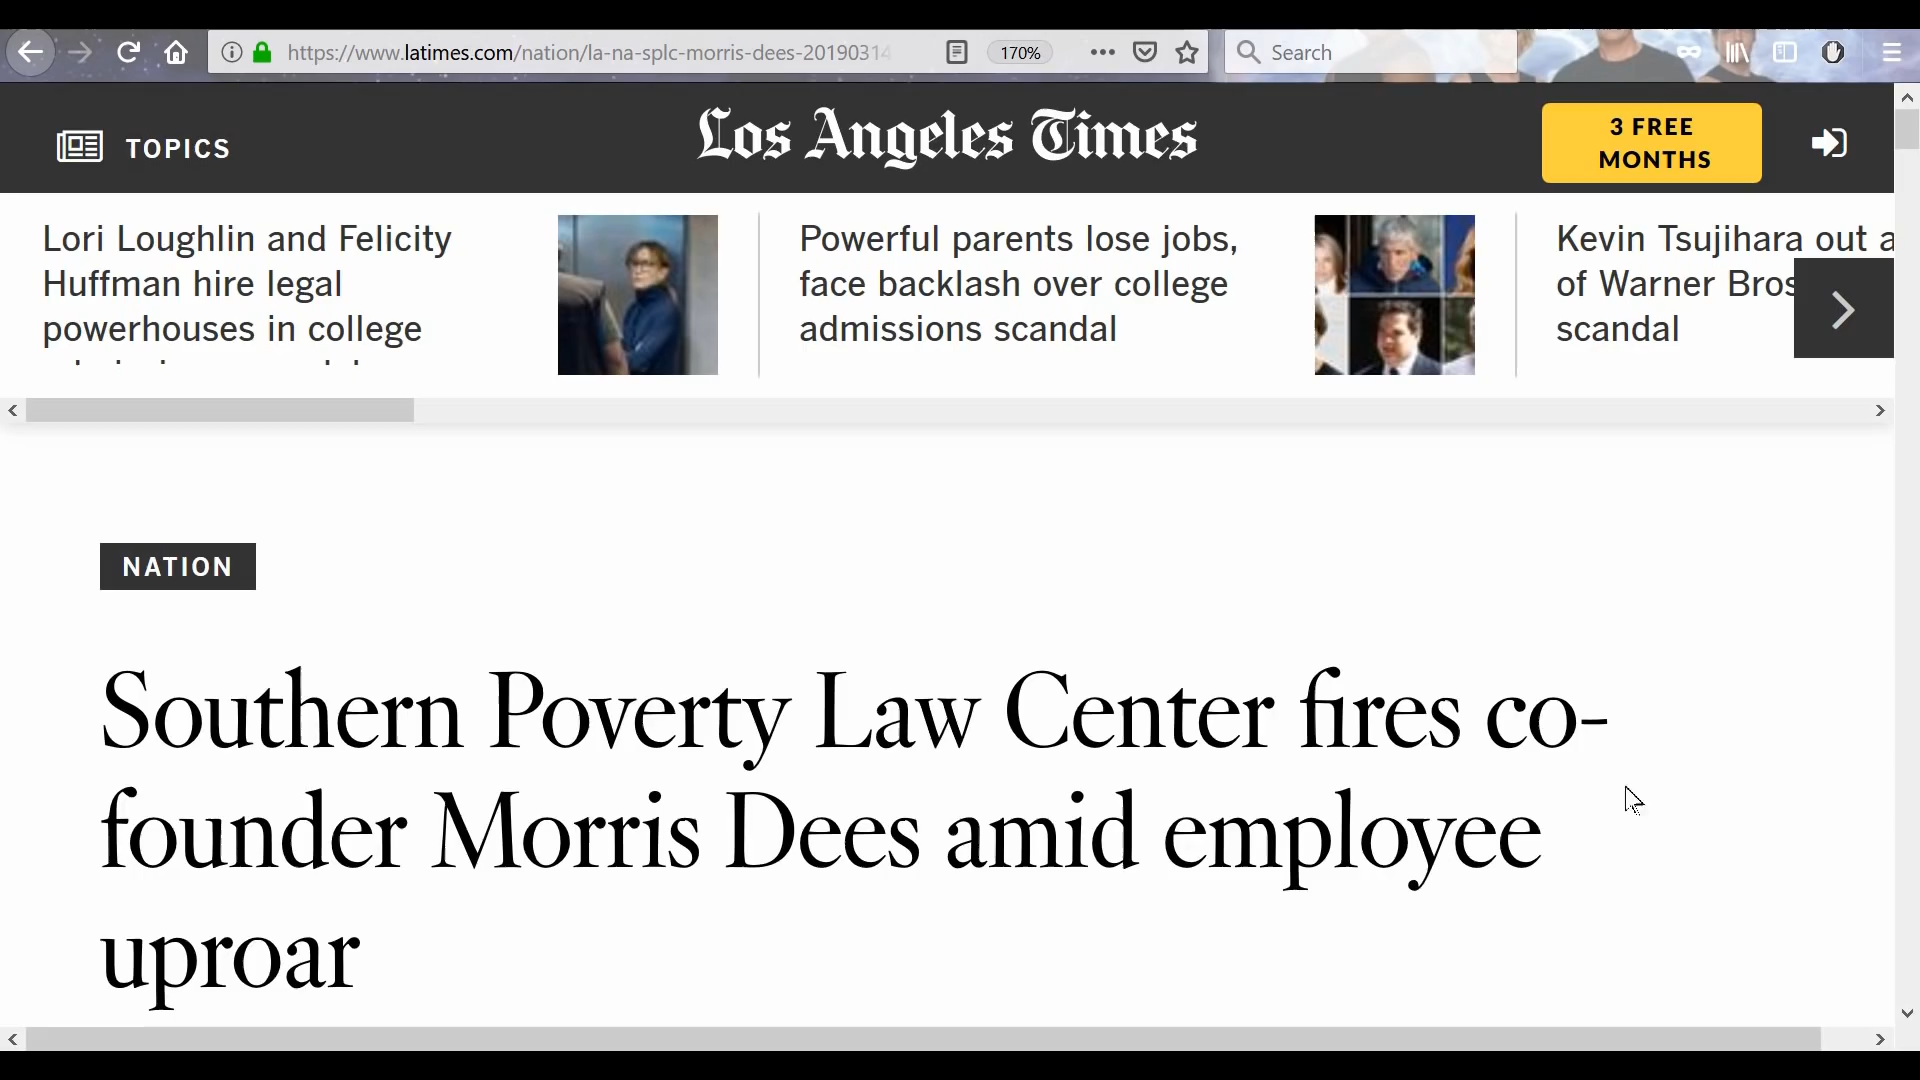 https://www.latimes.com/nation/la-na-splc-morris-dees-20190314
170%
Search
TOPICS
Los Angeles Times
3 FREE
MONTHS
Lori Loughlin and Felicity
Huffman hire legal
powerhouses in college
Powerful parents lose jobs,
face backlash over college
admissions scandal
Kevin Tsujihara out a
of Warner Bros
scandal
NATION
Southern Poverty Law Center fires co-
founder Morris Dees amid employee
uproar